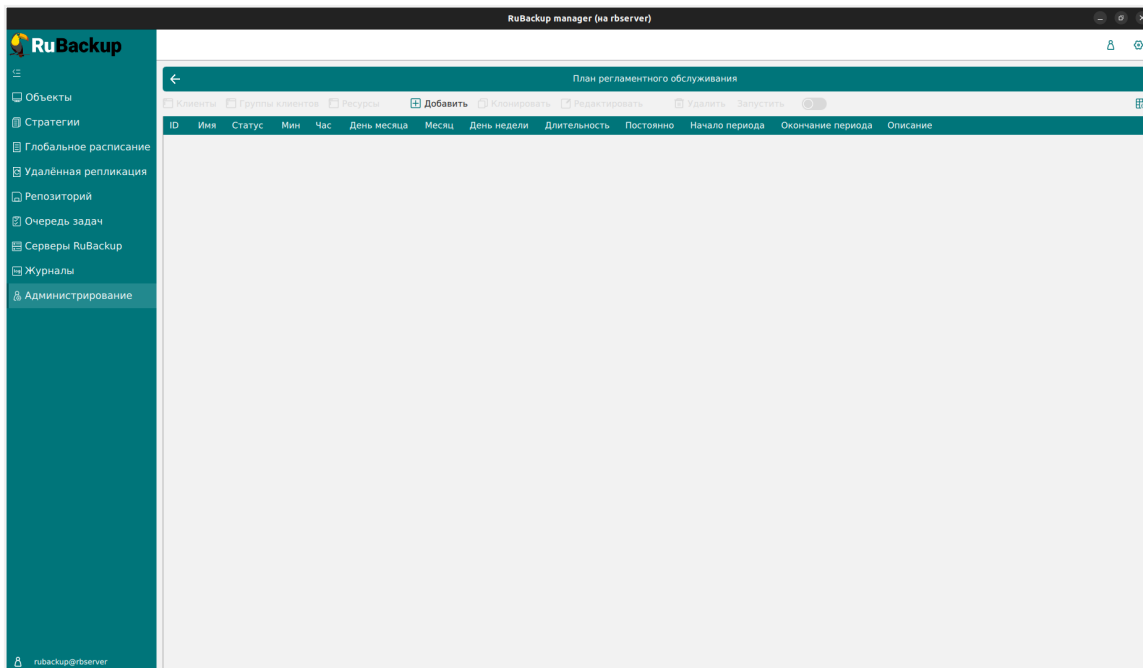 RuBackup manager (на rbserver)
RuBackup
План регламентного обслуживания
Объекты
Клиенты Группы клиентов Ресурсы Добавить Клонировать Редактировать Удалить Запустить
Стратегии
ID Имя Статус Мин Час День месяца Месяц День недели Длительность Постоянно Начало периода Окончание периода Описание
Глобальное расписание
Удалённая репликация
Репозиторий
Очередь задач
Серверы RuBackup
Журналы
Администрирование
rubackup@rbserver